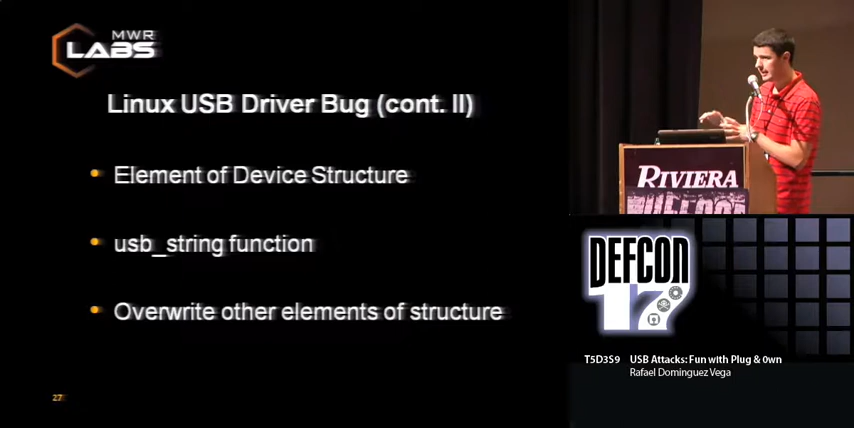 MWR
LABS
Linux USB Driver Bug (cont. II)
Element of Device Structure
usb_string function
Overwrite other elements of structure
27
RIVIERA
DEFCON
17
T5D3S9 USB Attacks: Fun with Plug & 0wn
Rafael Dominguez Vega